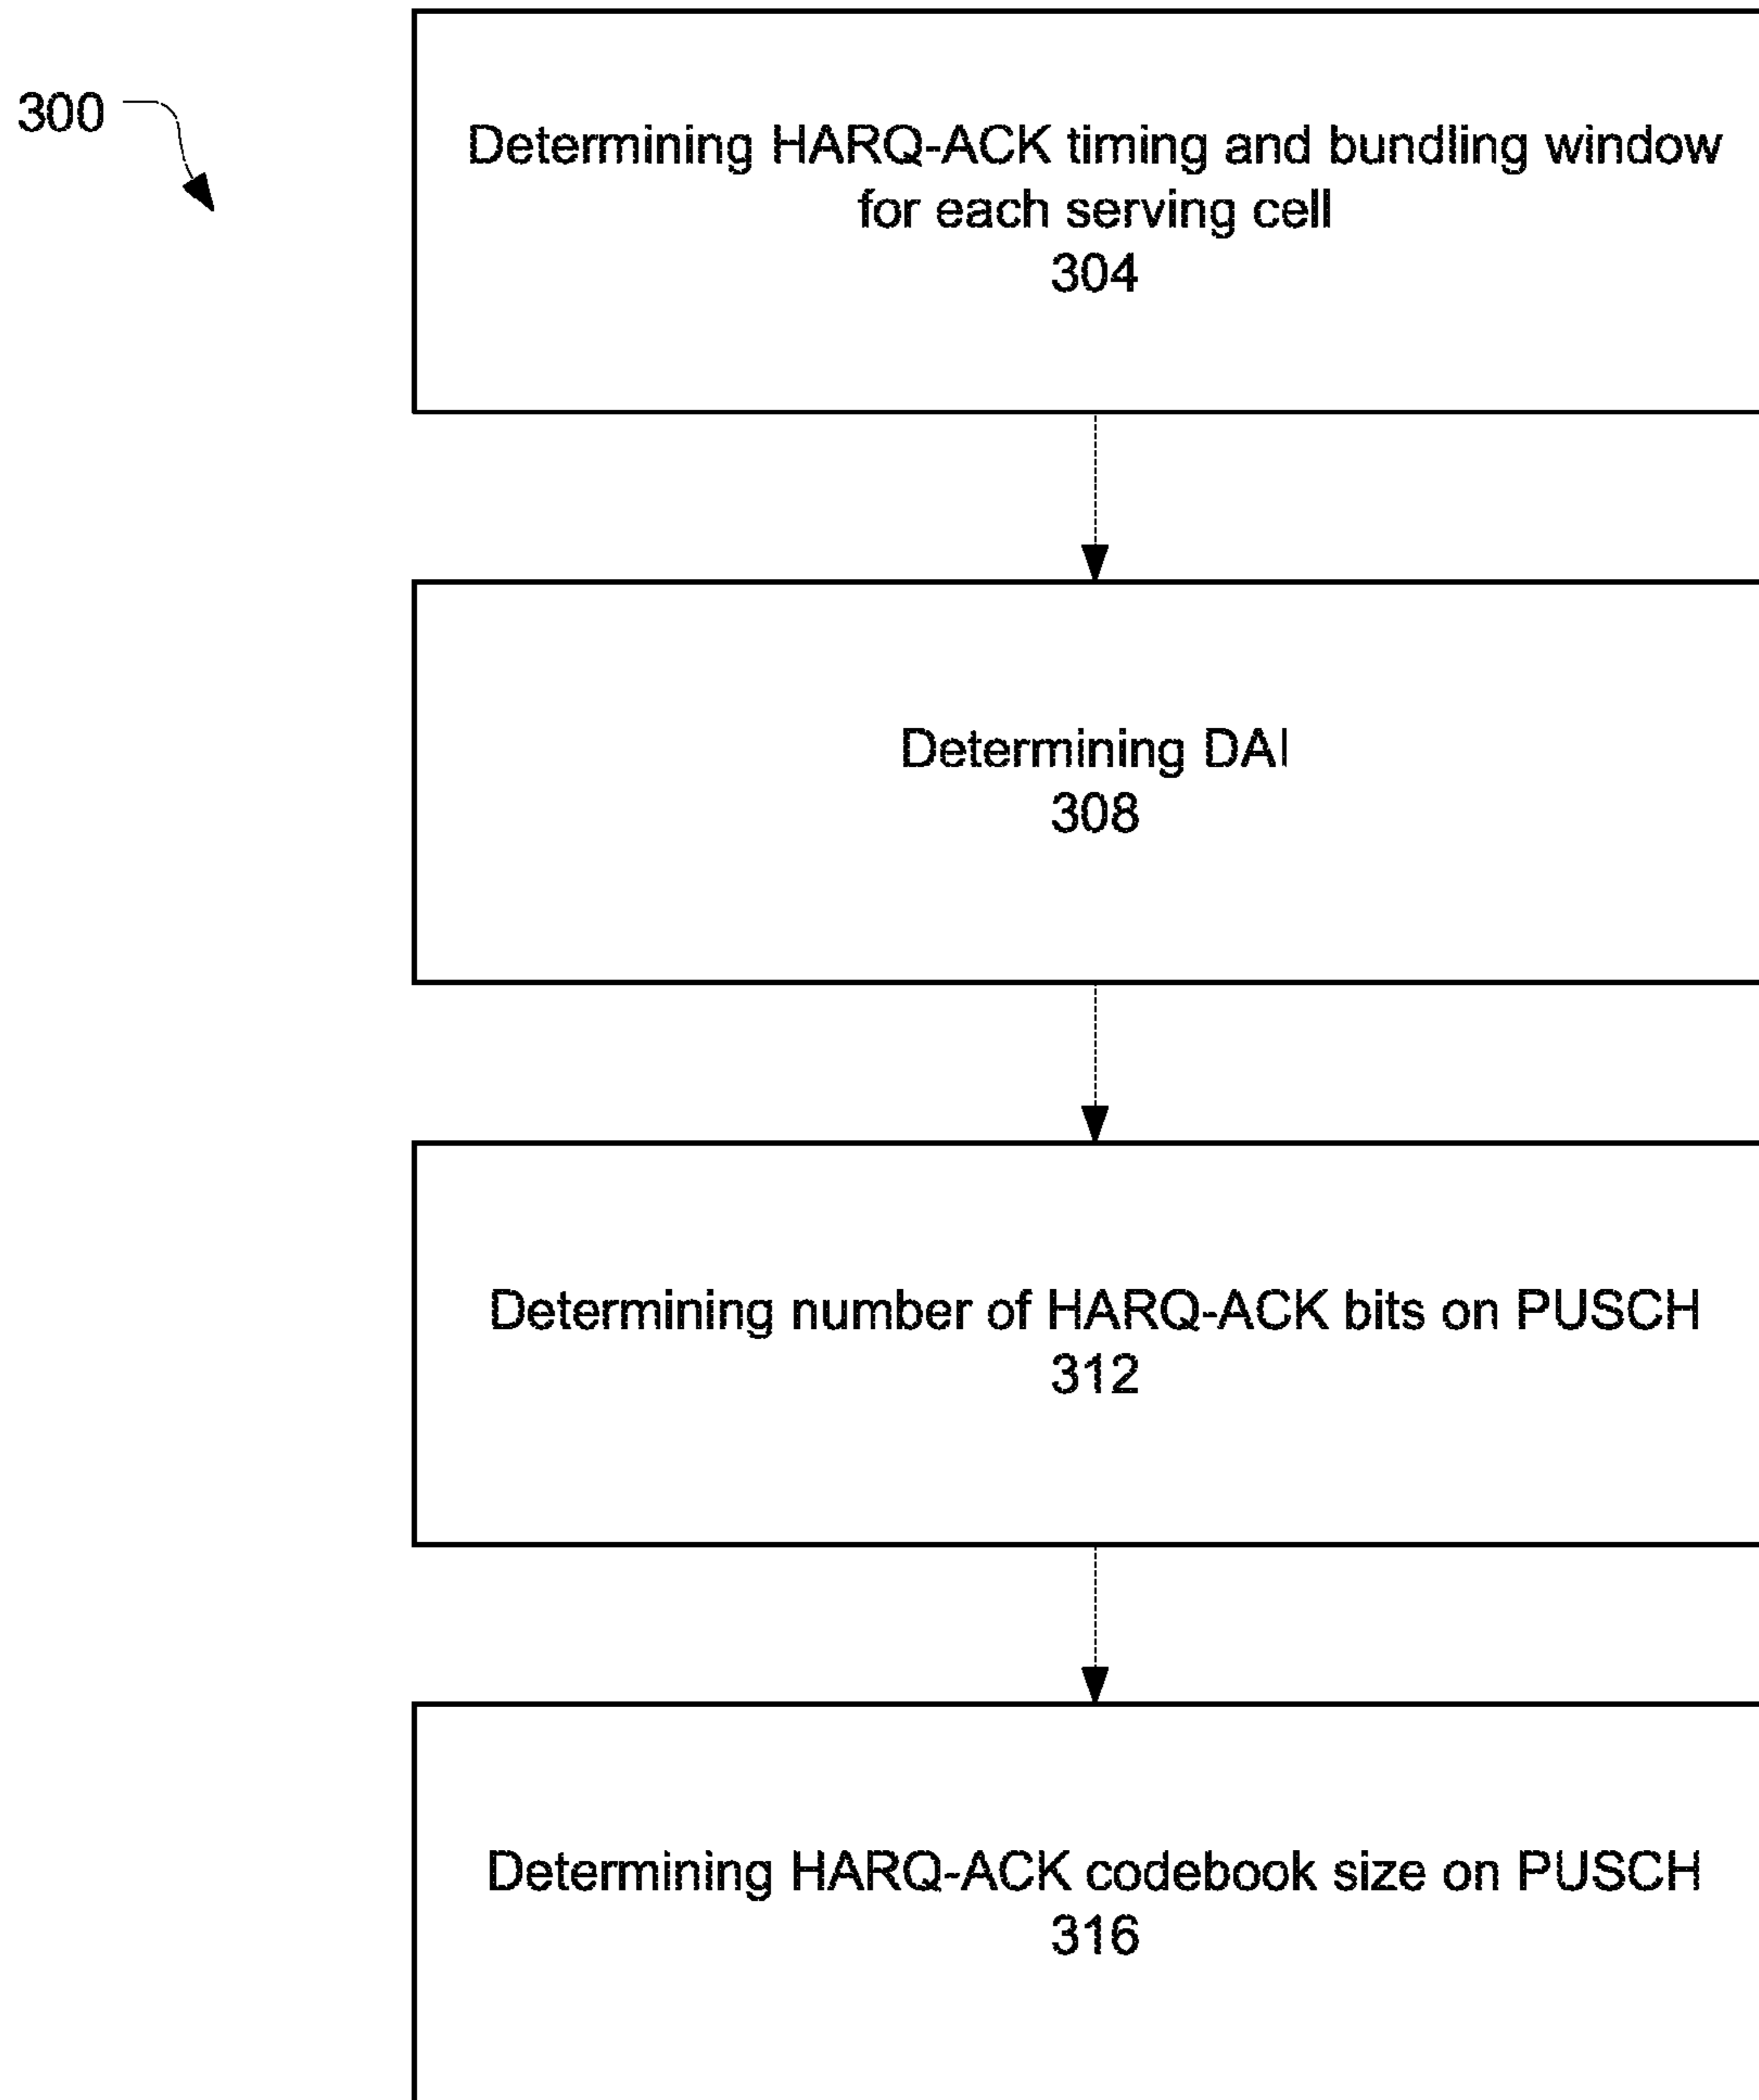 300
Determining HARQ-ACK timing and bundling window
for each serving cell
304
Determining DAI
308
Determining number of HARQ-ACK bits on PUSCH
312
Determining HARQ-ACK codebook size on PUSCH
316